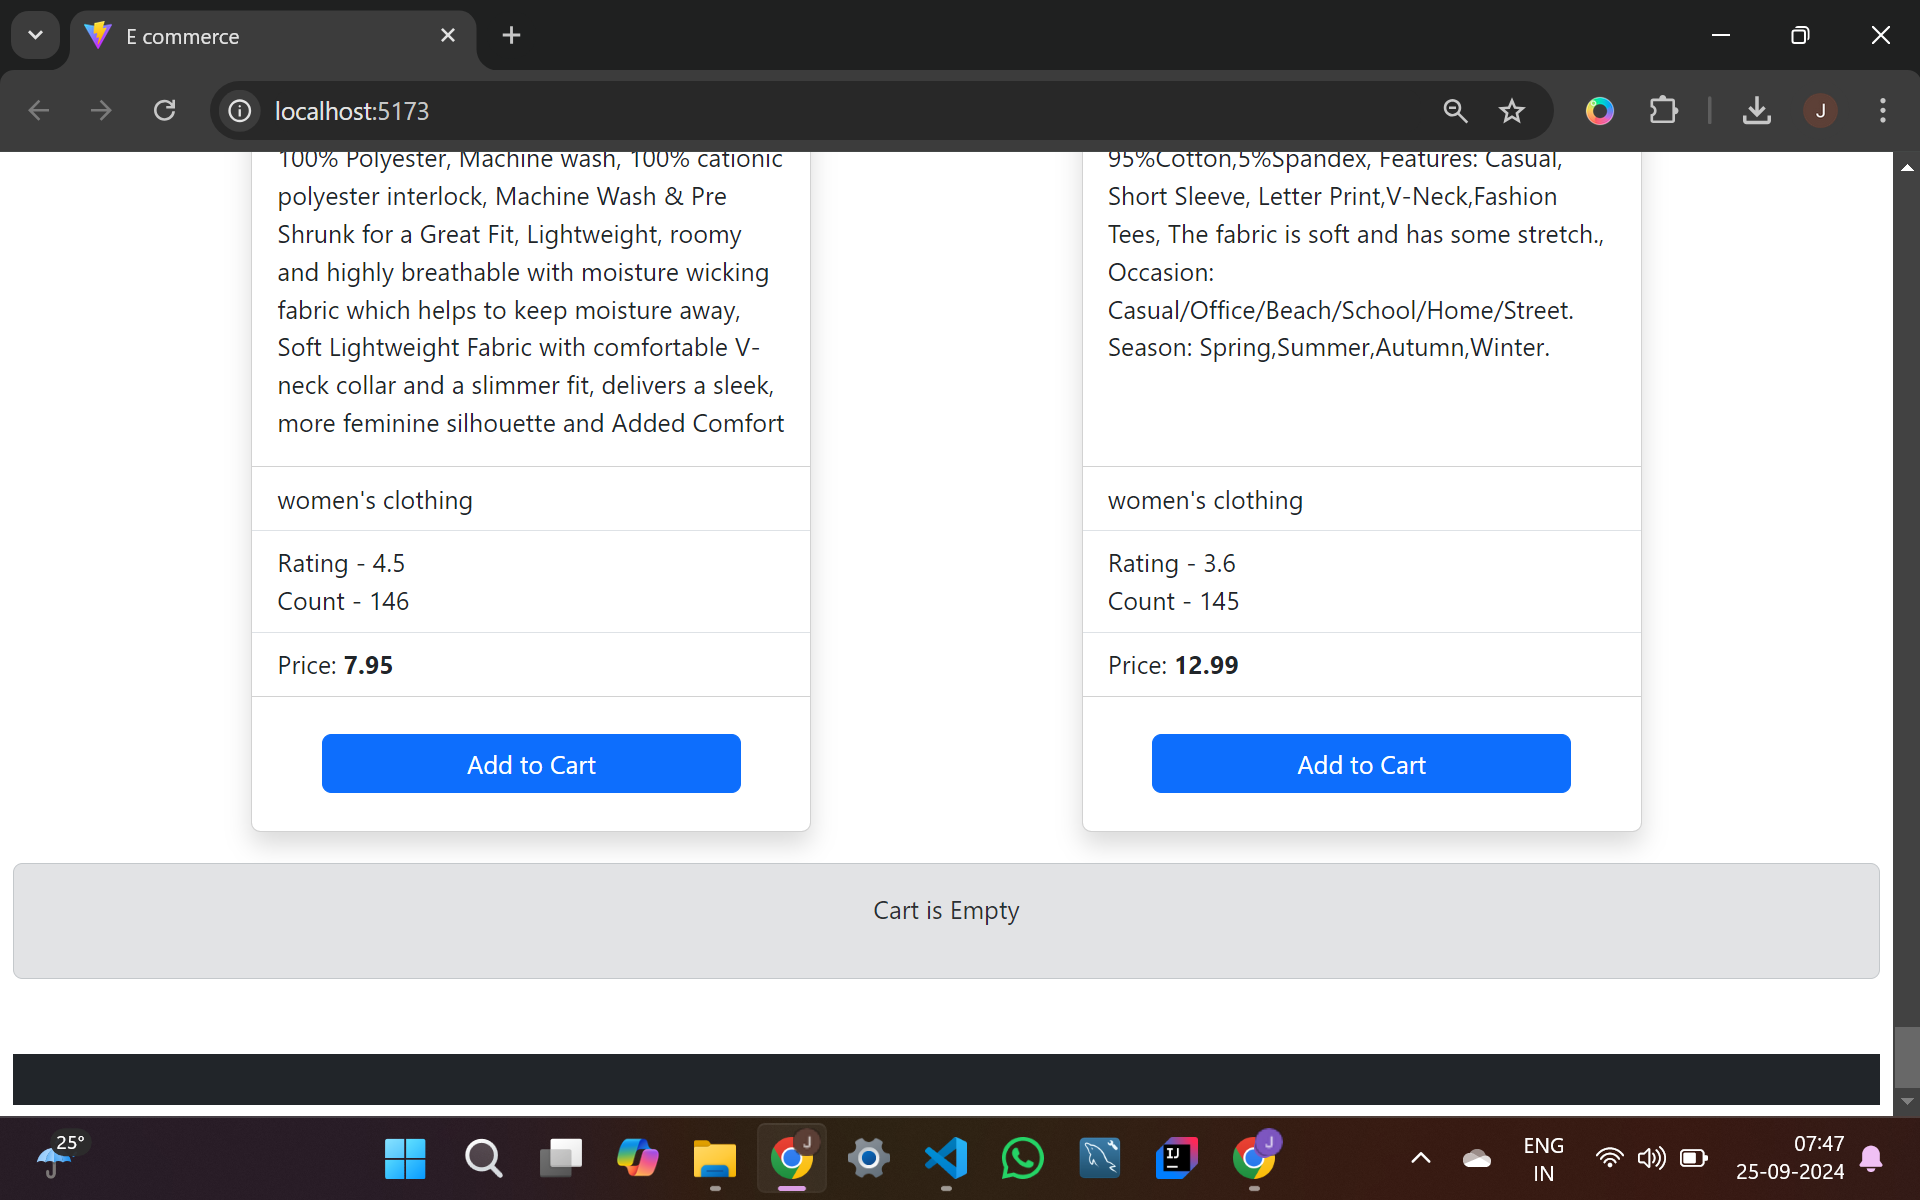 E commerce
localhost:5173
J
100% Polyester, Machine wash, 100% cationic
polyester interlock, Machine Wash & Pre
Shrunk for a Great Fit, Lightweight, roomy
and highly breathable with moisture wicking
fabric which helps to keep moisture away,
Soft Lightweight Fabric with comfortable V-
neck collar and a slimmer fit, delivers a sleek,
more feminine silhouette and Added Comfort
women's clothing
Rating - 4.5
Count - 146
Price: 7.95
Add to Cart
95%Cotton,5%Spandex, Features: Casual,
Short Sleeve, Letter Print,V-Neck,Fashion
Tees, The fabric is soft and has some stretch.,
Occasion:
Casual/Office/Beach/School/Home/Street.
Season: Spring,Summer,Autumn,Winter.
women's clothing
Rating - 3.6
Count - 145
Price: 12.99
Add to Cart
Cart is Empty
25°
J
IJ
J
ENG
IN
07:47
25-09-2024